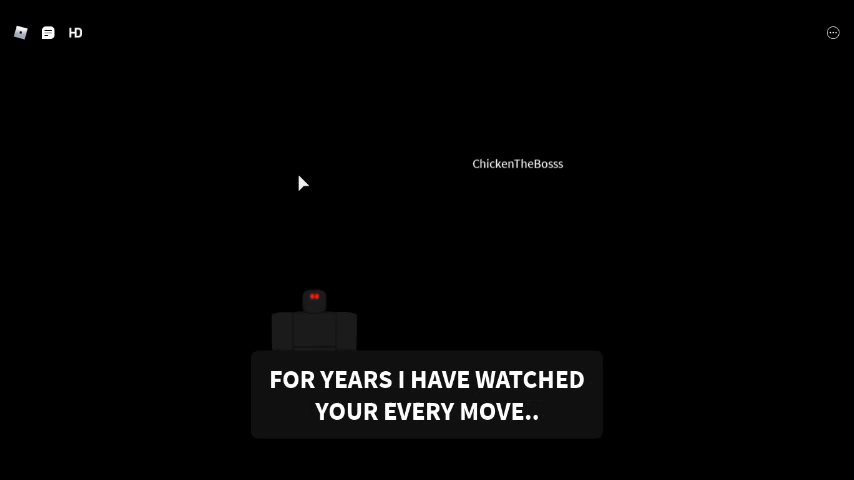 HD
ChickenTheBosss
FOR YEARS I HAVE WATCHED
YOUR EVERY MOVE..